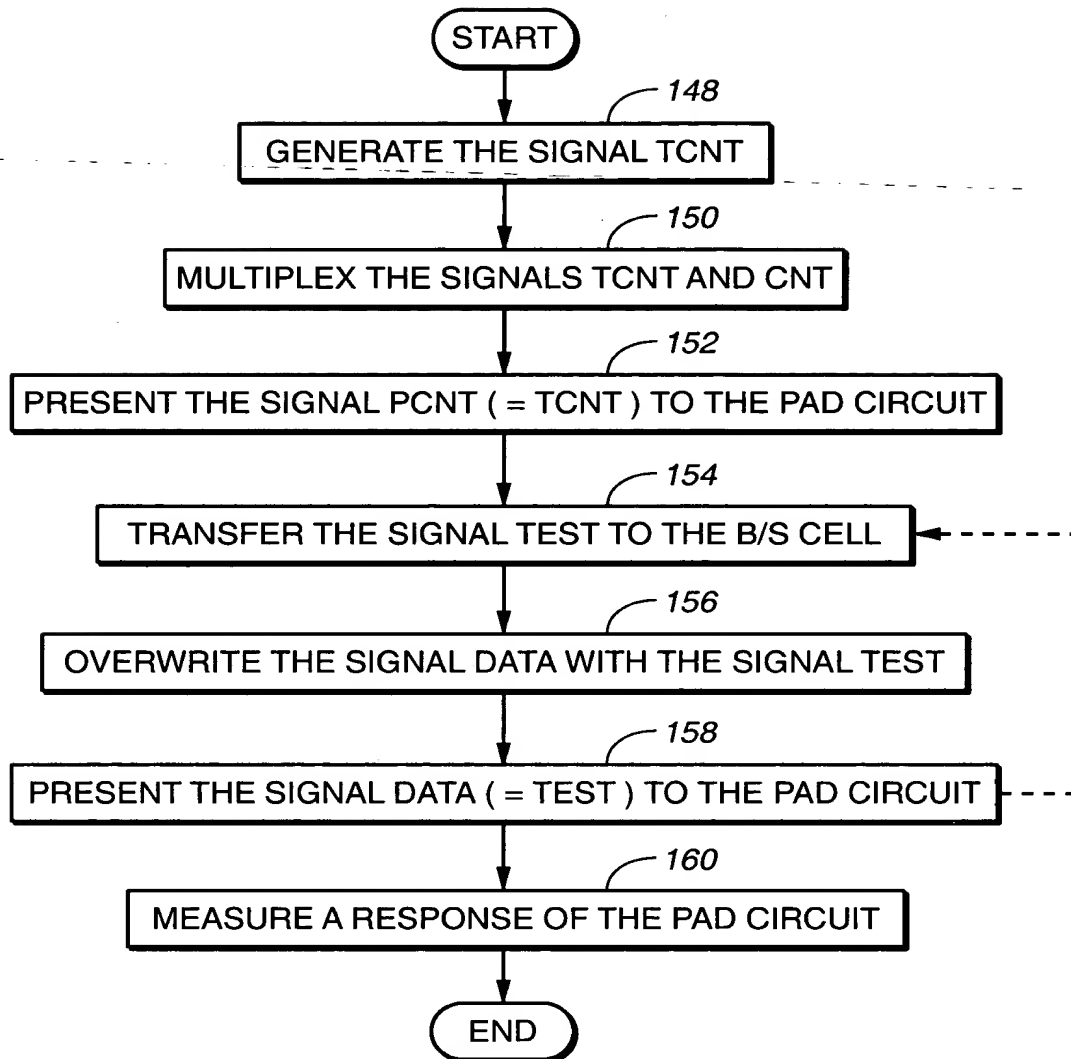 START
148
GENERATE THE SIGNAL TCNT
150
MULTIPLEX THE SIGNALS TCNT AND CNT
152
PRESENT THE SIGNAL PCNT ( = TCNT ) TO THE PAD CIRCUIT
154
TRANSFER THE SIGNAL TEST TO THE B/S CELL
156
OVERWRITE THE SIGNAL DATA WITH THE SIGNAL TEST
158
PRESENT THE SIGNAL DATA ( = TEST ) TO THE PAD CIRCUIT
160
MEASURE A RESPONSE OF THE PAD CIRCUIT
END